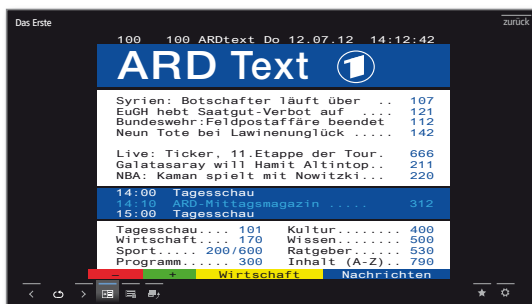 Das Erste zurück
100 100 ARDtext Do 12.07.12 14:12:42
ARD Text 1
Syrien: Botschafter läuft über .. 107
EuGH hebt Saatgut-Verbot auf .... 121
Bundeswehr:Feldpostaffäre beendet 112
Neun Tote bei Lawinenunglück ..... 142
Live: Ticker, 11.Etappe der Tour. 666
Galatasaray will Hamit Altintop.. 211
NBA: Kaman spielt mit Nowitzki... 220
14:00 Tagesschau
14:10 ARD-Mittagsmagazin ..... 312
15:00 Tagesschau
Tagesschau.... 101 Kultur........ 400
Wirtschaft.... 170 Wissen........ 500
Sport..... 200/600 Ratgeber...... 530
Programm...... 300 Inhalt (A-Z).. 790
- + Wirtschaft Nachrichten